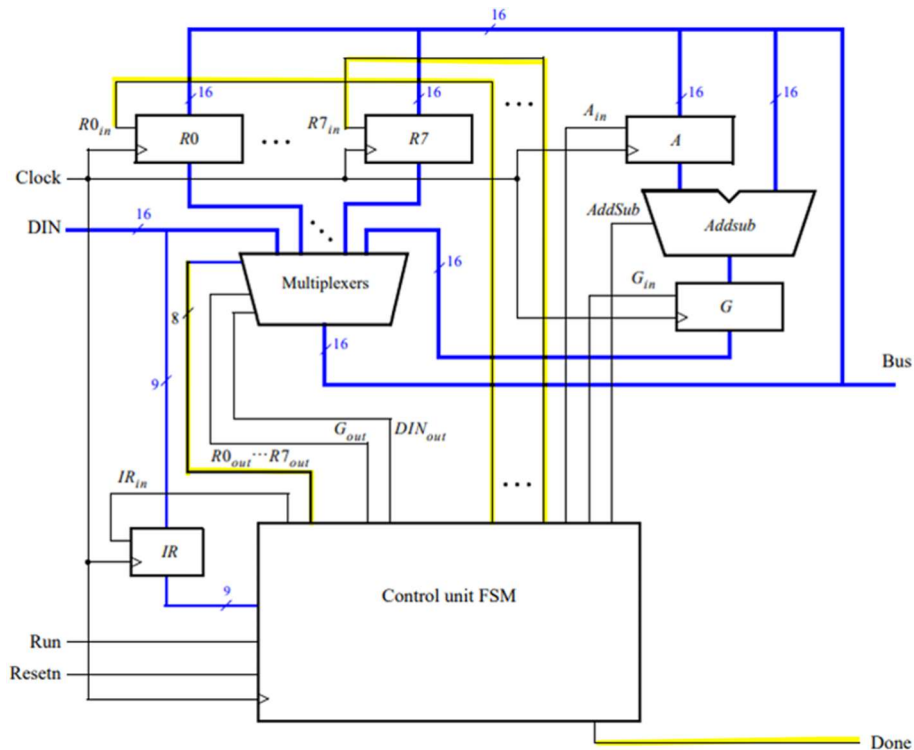 16
16
16
16
16
R0in
R0
R7in
R7
Ain
A
Clock
DIN
16
AddSub
Addsub
Multiplexers
16
Gin
G
8
16
Bus
9
Gout
DINout
R0out···R7out
IRin
IR
Control unit FSM
9
Run
Resetn
Done